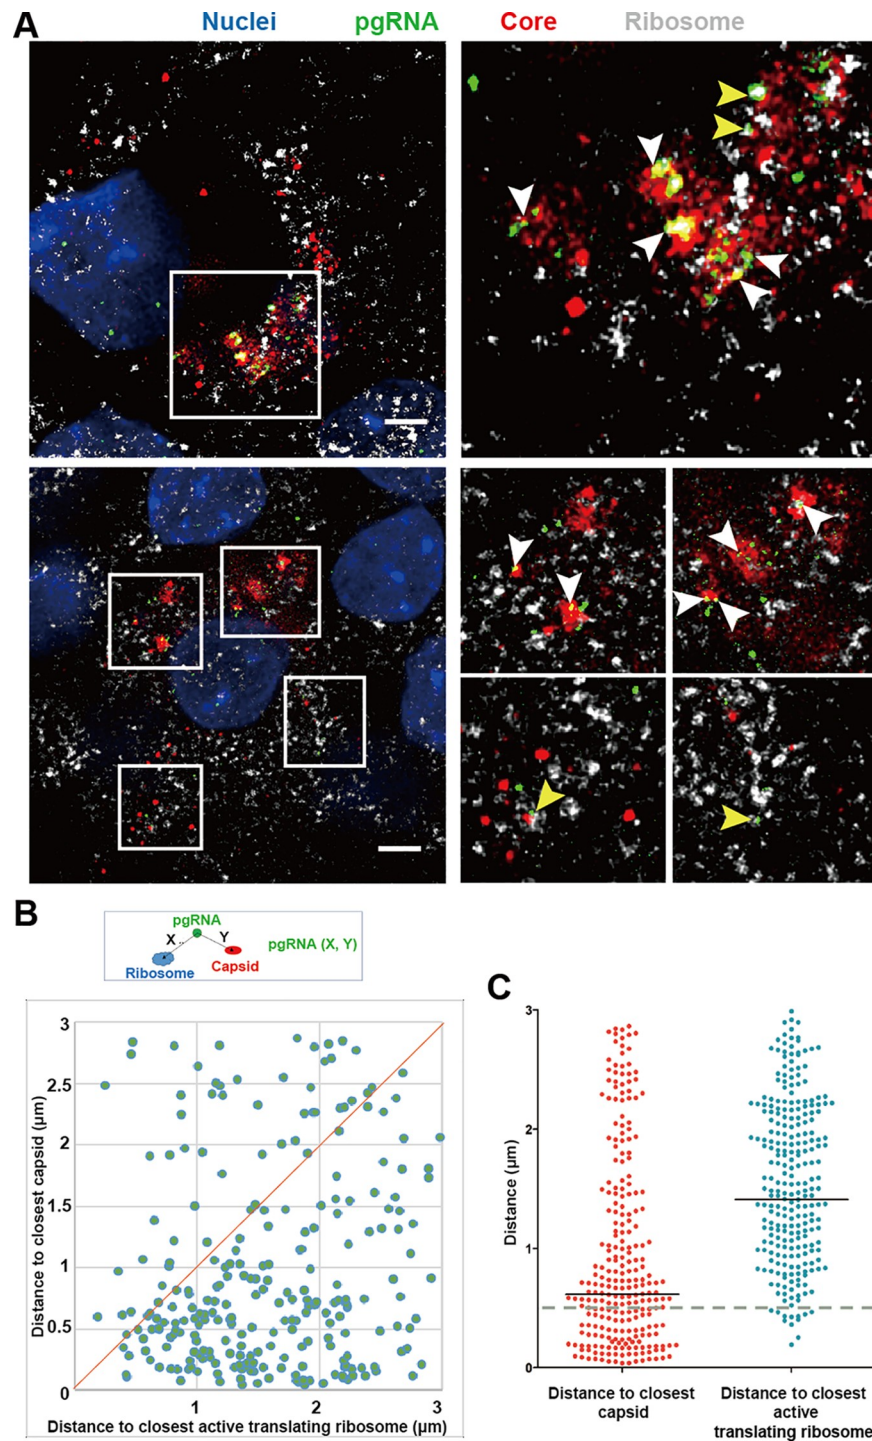 A
Nuclei pgRNA Core Ribosome
B
pgRNA
X Y
pgRNA (X, Y)
Ribosome Capsid
Distance to closest capsid (µm)
3
2.5
2
1.5
1
0.5
0
1 2 3
Distance to closest active translating ribosome (µm)
C
Distance (µm)
3
2
1
0
Distance to closest
capsid
Distance to closest
active
translating ribosome